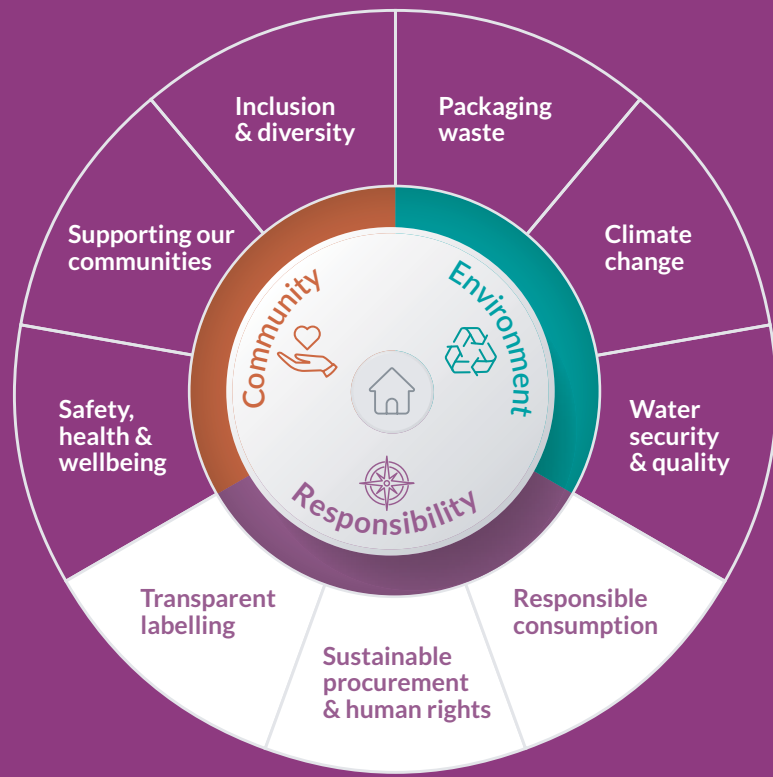 Inclusion
& diversity
Packaging
waste
Supporting our
communities
Climate
change
Community
Environment
Safety,
health &
wellbeing
Water
security
& quality
Responsibility
Transparent
labelling
Responsible
consumption
Sustainable
procurement
& human rights